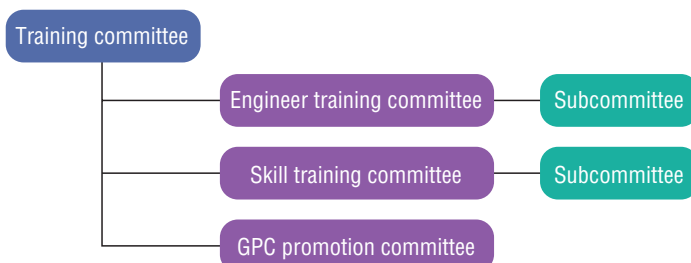 Training committee
Engineer training committee
Subcommittee
Skill training committee
Subcommittee
GPC promotion committee